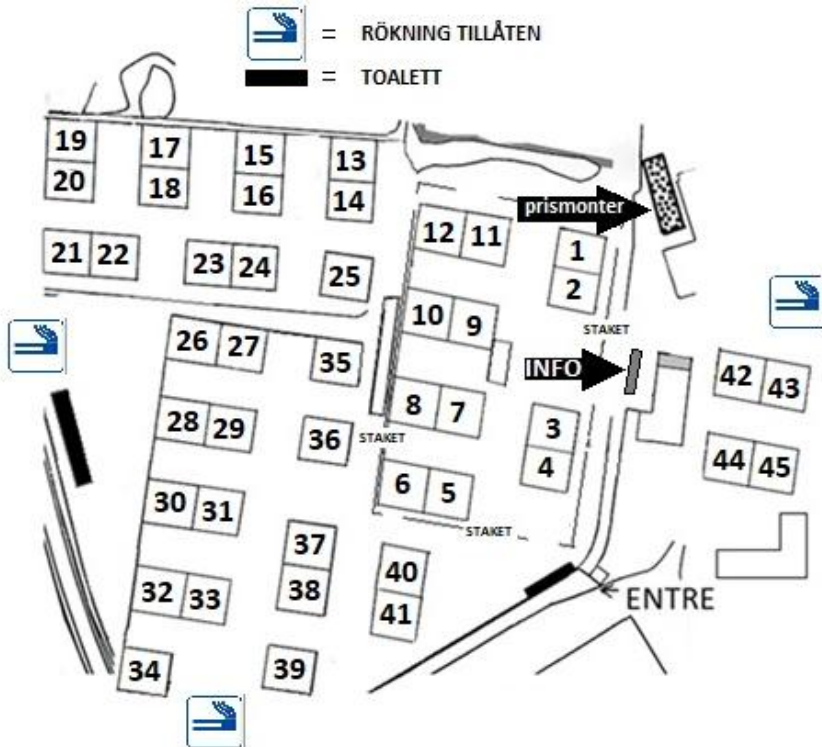 = RÖKNING TILLÅTEN
= TOALETT
19 17 15 13
20 18 16 14
prismonter
12 11 1
21 22 23 24 25 2
10 9
STAKET
26 27 35
INFO
42 43
8 7 3
28 29 36 STAKET
44 45
4
6 5
30 31
STAKET
37
40
38
32 33
ENTRE
41
34 39